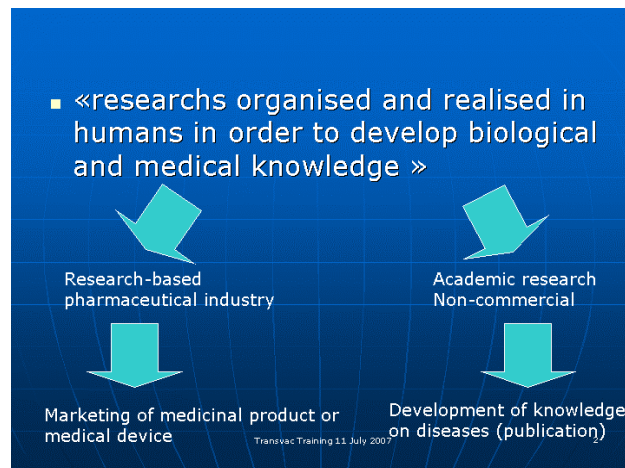 «researchs organised and realised in
humans in order to develop biological
and medical knowledge »
Research-based
pharmaceutical industry
Academic research
Non-commercial
Marketing of medicinal product or
medical device
Development of knowledge
on diseases (publication)
Transvac Training 11 July 2007
2